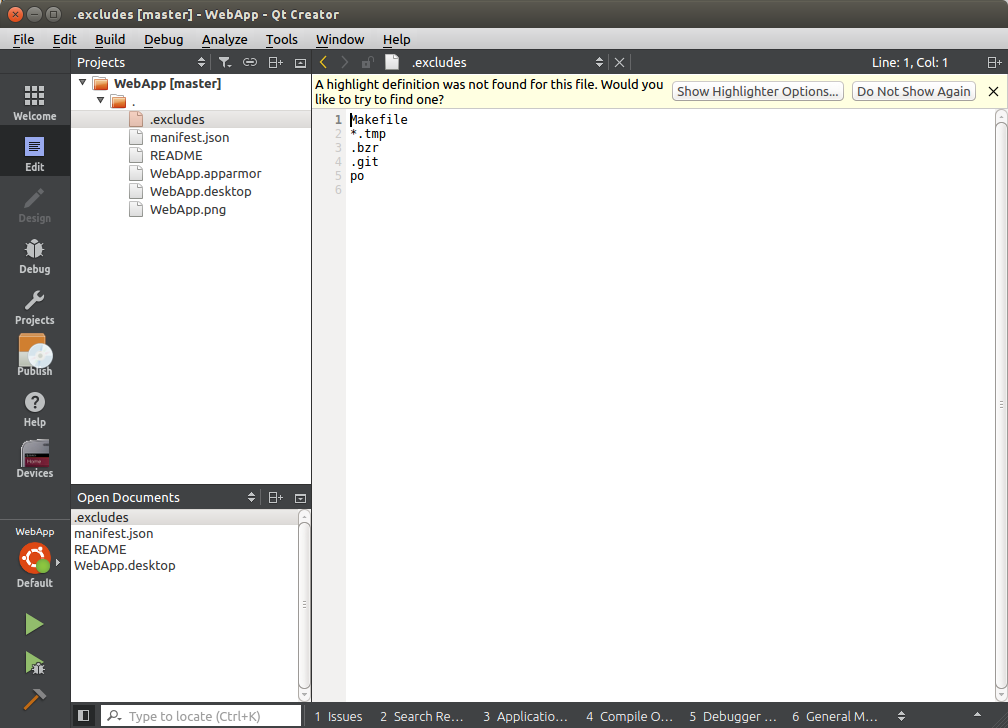 .excludes [master] - WebApp - Qt Creator
File Edit Build Debug Analyze Tools Window Help
Projects
.excludes
Line: 1, Col: 1
Welcome
Edit
Design
Debug
Projects
Publish
Help
Devices
WebApp
Default
WebApp [master]
.
.excludes
manifest.json
README
WebApp.apparmor
WebApp.desktop
WebApp.png
A highlight definition was not found for this file. Would you
like to try to find one?
Show Highlighter Options...
Do Not Show Again
1 Makefile
2 *.tmp
3 .bzr
4 .git
5 po
6
Open Documents
.excludes
manifest.json
README
WebApp.desktop
Type to locate (Ctrl+K)
1 Issues 2 Search Re... 3 Applicatio... 4 Compile O... 5 Debugger ... 6 General M...